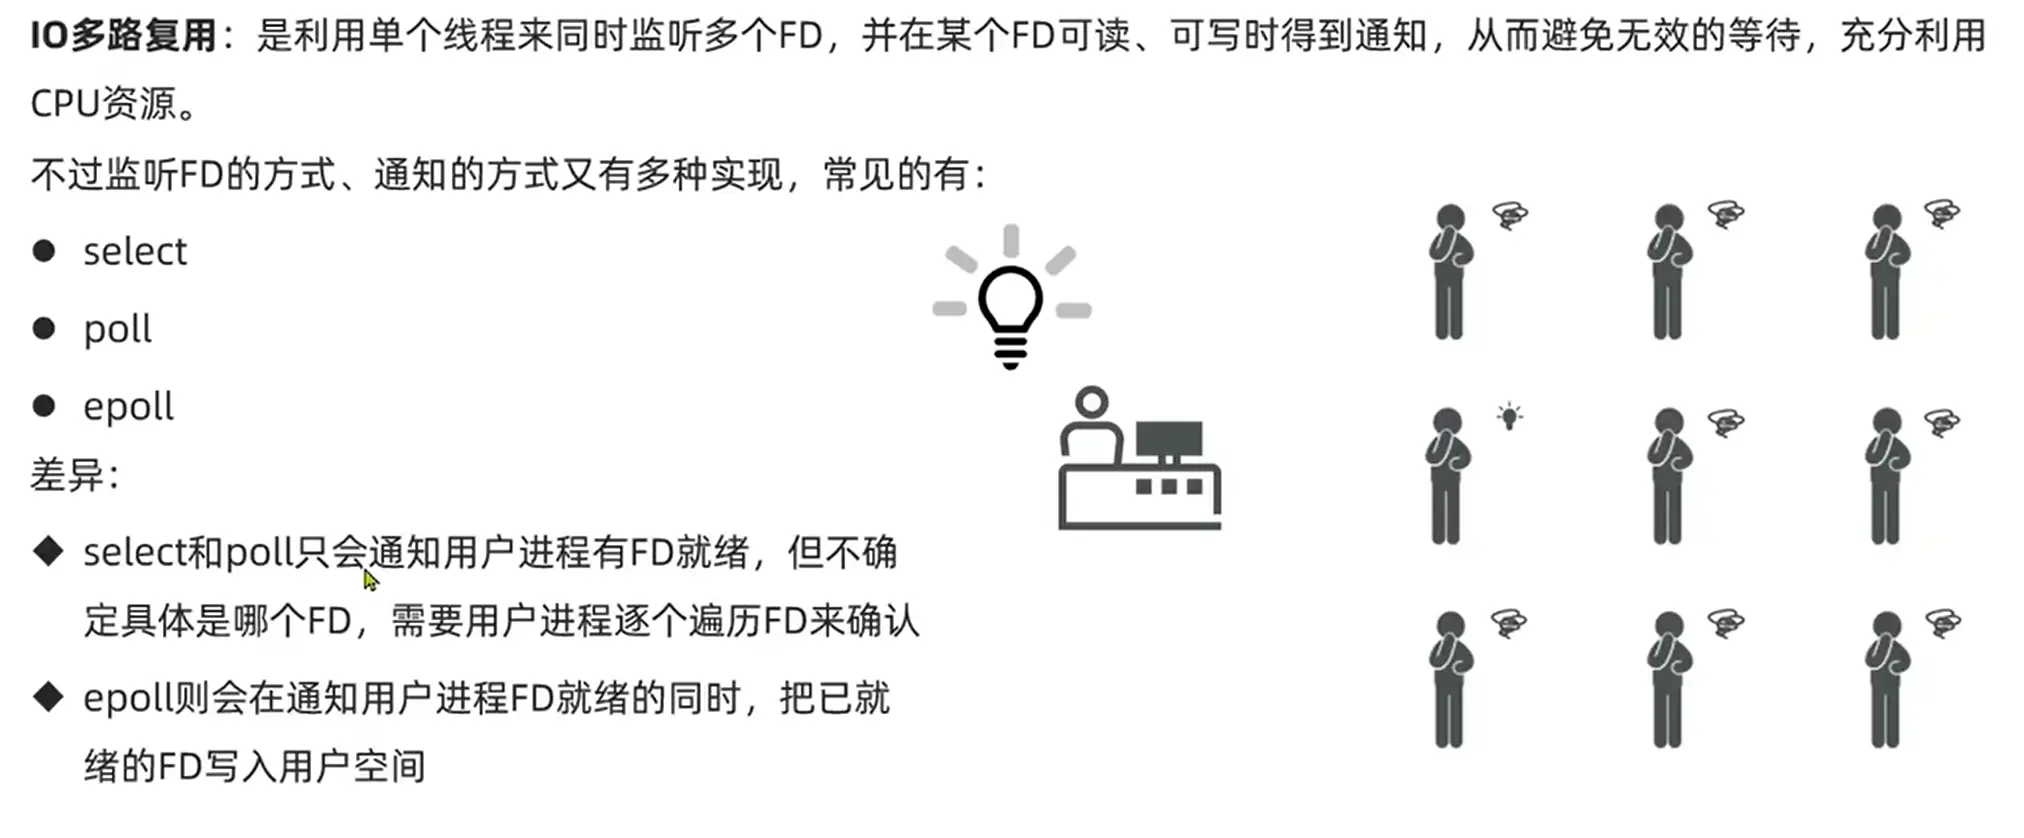 IO多路复用：是利用单个线程来同时监听多个FD，并在某个FD可读、可写时得到通知，从而避免无效的等待，充分利用
CPU资源。
不过监听FD的方式、通知的方式又有多种实现，常见的有：
● select
● poll
● epoll
差异：
◆ select和poll只会通知用户进程有FD就绪，但不确
定具体是哪个FD，需要用户进程逐个遍历FD来确认
◆ epoll则会在通知用户进程FD就绪的同时，把已就
绪的FD写入用户空间